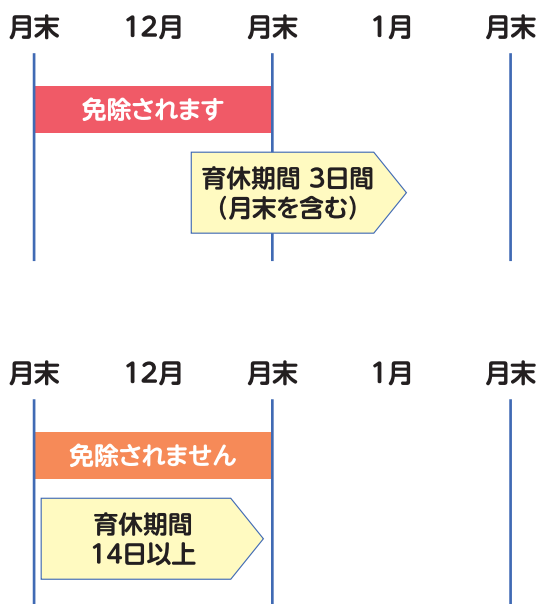 月末 12月 月末 1月 月末
免除されます
育休期間 3日間
（月末を含む）
月末 12月 月末 1月 月末
免除されません
育休期間
14日以上